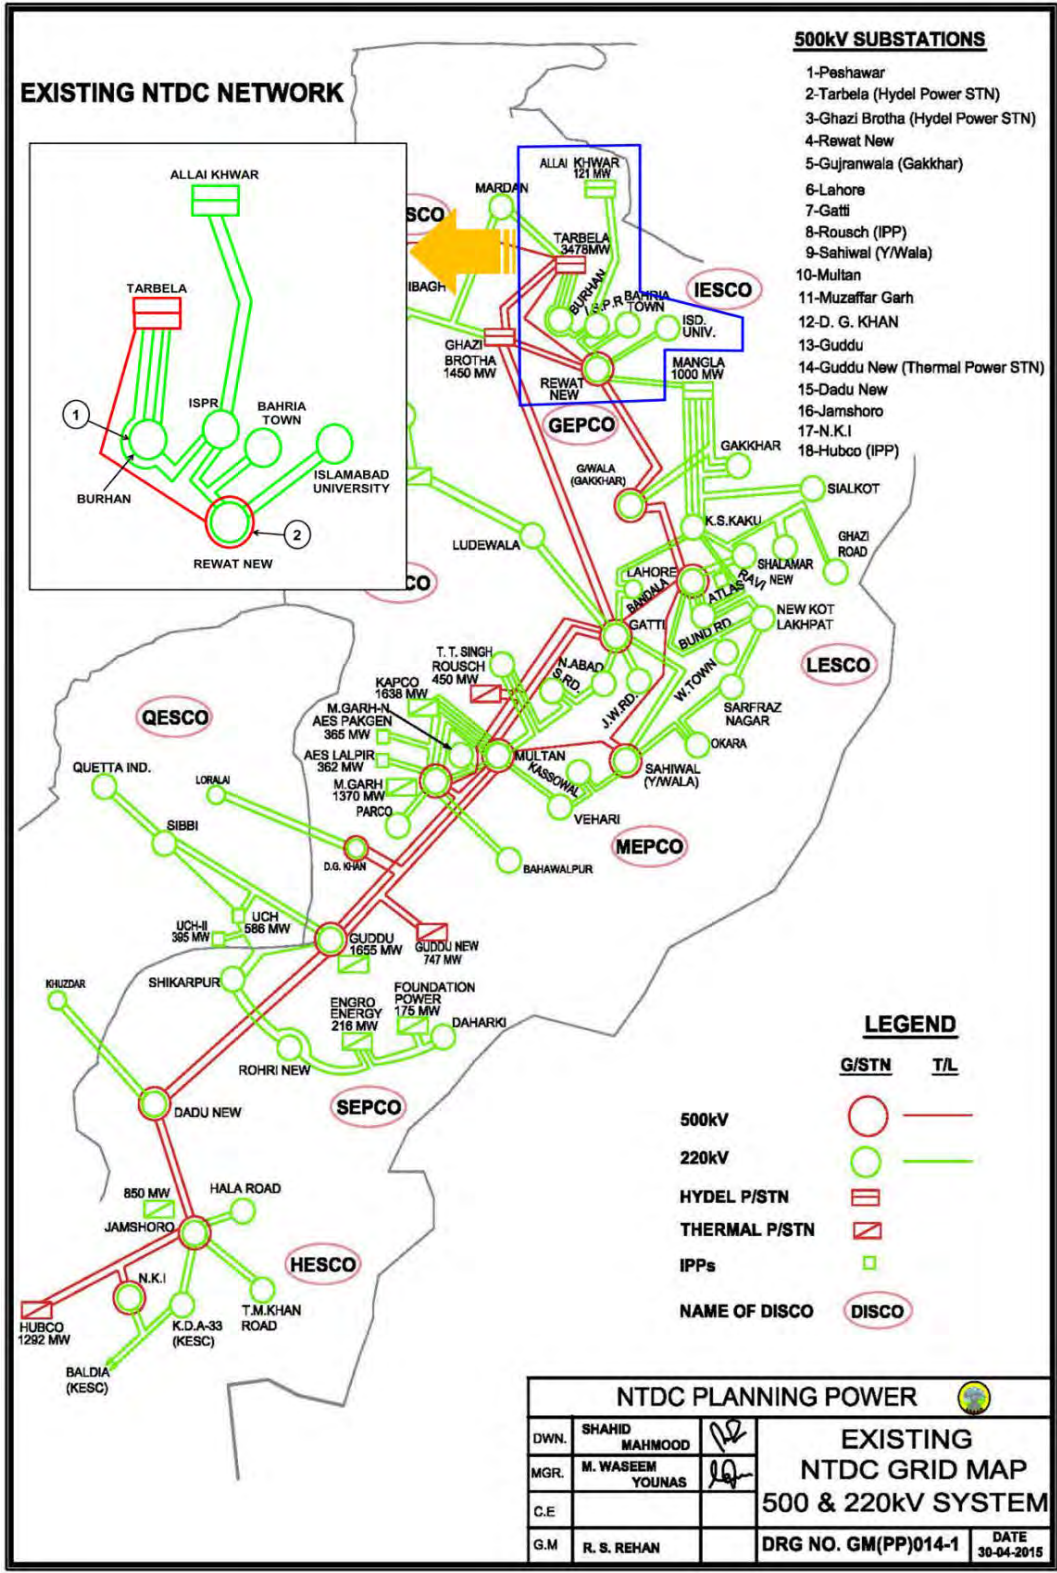 500kV SUBSTATIONS
1-Peshawar
2-Tarbela (Hydel Power STN)
3-Ghazi Brotha (Hydel Power STN)
4-Rewat New
5-Gujranwala (Gakkhar)
6-Lahore
7-Gatti
8-Rousch (IPP)
9-Sahiwal (Y/Wala)
10-Multan
11-Muzaffar Garh
12-D. G. KHAN
13-Guddu
14-Guddu New (Thermal Power STN)
15-Dadu New
16-Jamshoro
17-N.K.I
18-Hubco (IPP)
EXISTING NTDC NETWORK
ALLAI KHWAR
TARBELA
ISPR
BAHRIA
TOWN
1
BURHAN
ISLAMABAD
UNIVERSITY
2
REWAT NEW
ALLAI KHWAR
121 MW
MARDAN
SCO
TARBELA
3478MW
IBAGH
BURHAN
I.S.P.R
BAHRIA
TOWN
ISD.
UNIV.
IESCO
GHAZI
BROTHA
1450 MW
REWAT
NEW
MANGLA
1000 MW
GEPCO
GAKKHAR
G/WALA
(GAKKHAR)
SIALKOT
K.S.KAKU
GHAZI
ROAD
LUDEWALA
SHALAMAR
NEW
LAHORE
BANDALA
RAVI
ATLAS
CO
GATTI
BUND RD
NEW KOT
LAKHPAT
LESCO
T. T. SINGH
ROUSCH
450 MW
N.ABAD
S.RD.
J.W.RD.
W.TOWN
SARFRAZ
NAGAR
KAPCO
1638 MW
M.GARH-N
AES PAKGEN
365 MW
QESCO
AES LALPIR
362 MW
MULTAN
OKARA
KASSOWAL
SAHIWAL
(Y/WALA)
QUETTA IND.
LORALAI
M.GARH
1370 MW
PARCO
VEHARI
SIBBI
MEPCO
D.G. KHAN
BAHAWALPUR
UCH
586 MW
UCH-II
395 MW
GUDDU
1655 MW
GUDDU NEW
747 MW
SHIKARPUR
KHUZDAR
FOUNDATION
POWER
175 MW
ENGRO
ENERGY
216 MW
DAHARKI
ROHRI NEW
DADU NEW
SEPCO
850 MW
HALA ROAD
JAMSHORO
HESCO
N.K.I
HUBCO
1292 MW
K.D.A-33
(KESC)
T.M.KHAN
ROAD
BALDIA
(KESC)
LEGEND
G/STN T/L
500kV
220kV
HYDEL P/STN
THERMAL P/STN
IPPs
NAME OF DISCO DISCO
NTDC PLANNING POWER
DWN. SHAHID
MAHMOOD
MGR. M. WASEEM
YOUNAS
C.E
G.M R. S. REHAN
EXISTING
NTDC GRID MAP
500 & 220kV SYSTEM
DRG NO. GM(PP)014-1
DATE
30-04-2015